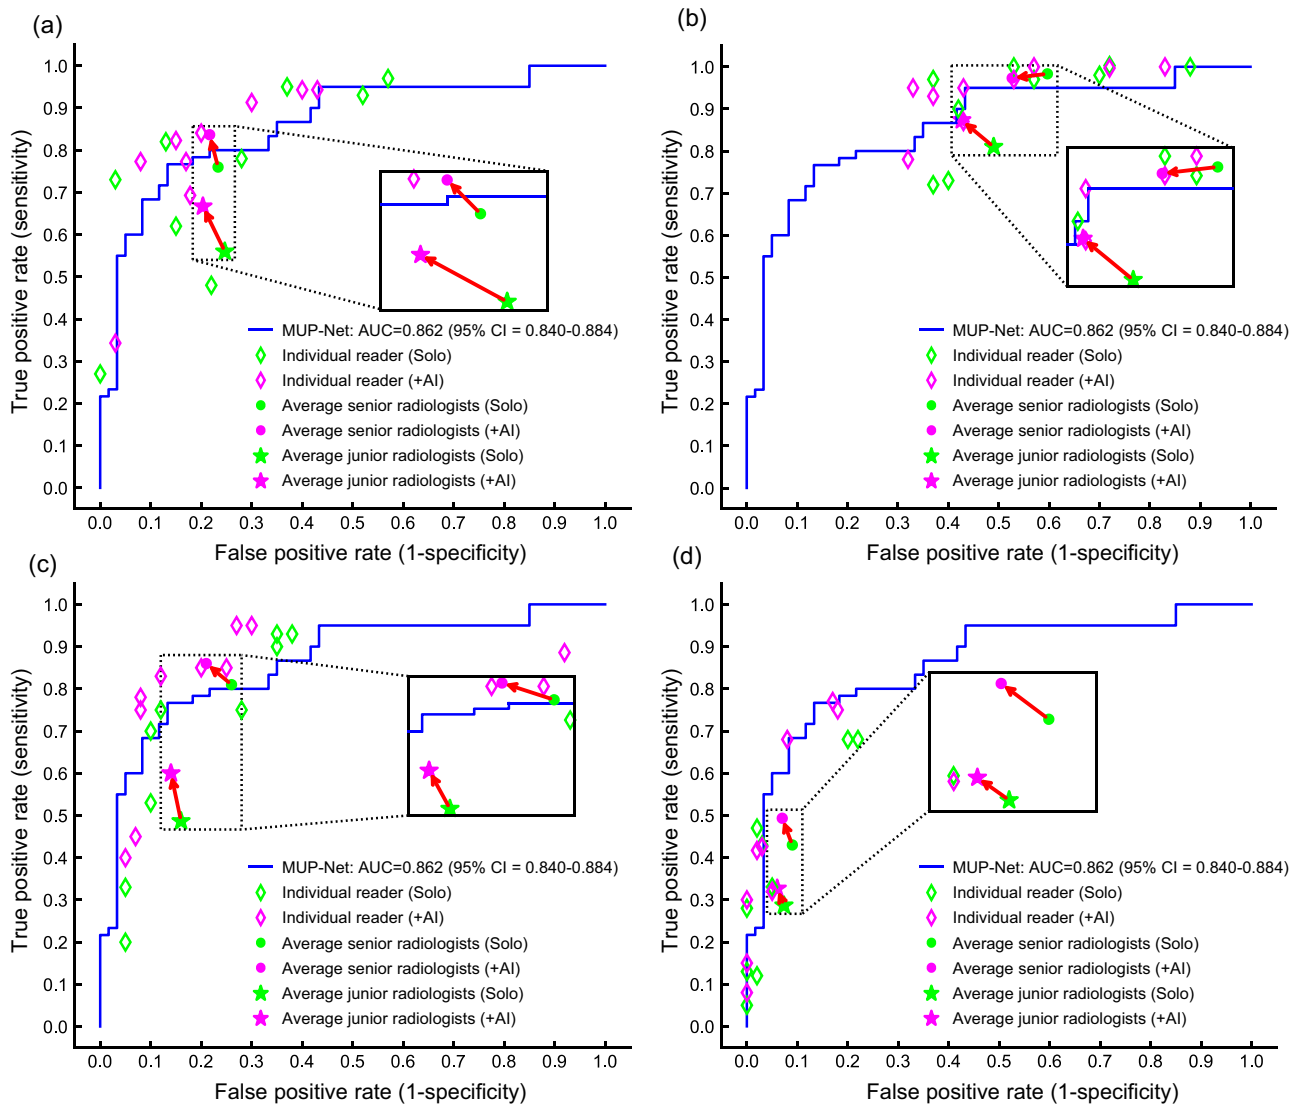 (a)
True positive rate (sensitivity)
1.0
0.9
0.8
0.7
0.6
0.5
0.4
0.3
0.2
0.1
0.0
MUP-Net: AUC=0.862 (95% CI = 0.840-0.884)
Individual reader (Solo)
Individual reader (+AI)
Average senior radiologists (Solo)
Average senior radiologists (+AI)
Average junior radiologists (Solo)
Average junior radiologists (+AI)
0.0 0.1 0.2 0.3 0.4 0.5 0.6 0.7 0.8 0.9 1.0
False positive rate (1-specificity)
(b)
True positive rate (sensitivity)
1.0
0.9
0.8
0.7
0.6
0.5
0.4
0.3
0.2
0.1
0.0
MUP-Net: AUC=0.862 (95% CI = 0.840-0.884)
Individual reader (Solo)
Individual reader (+AI)
Average senior radiologists (Solo)
Average senior radiologists (+AI)
Average junior radiologists (Solo)
Average junior radiologists (+AI)
0.0 0.1 0.2 0.3 0.4 0.5 0.6 0.7 0.8 0.9 1.0
False positive rate (1-specificity)
(c)
True positive rate (sensitivity)
1.0
0.9
0.8
0.7
0.6
0.5
0.4
0.3
0.2
0.1
0.0
MUP-Net: AUC=0.862 (95% CI = 0.840-0.884)
Individual reader (Solo)
Individual reader (+AI)
Average senior radiologists (Solo)
Average senior radiologists (+AI)
Average junior radiologists (Solo)
Average junior radiologists (+AI)
0.0 0.1 0.2 0.3 0.4 0.5 0.6 0.7 0.8 0.9 1.0
False positive rate (1-specificity)
(d)
True positive rate (sensitivity)
1.0
0.9
0.8
0.7
0.6
0.5
0.4
0.3
0.2
0.1
0.0
MUP-Net: AUC=0.862 (95% CI = 0.840-0.884)
Individual reader (Solo)
Individual reader (+AI)
Average senior radiologists (Solo)
Average senior radiologists (+AI)
Average junior radiologists (Solo)
Average junior radiologists (+AI)
0.0 0.1 0.2 0.3 0.4 0.5 0.6 0.7 0.8 0.9 1.0
False positive rate (1-specificity)